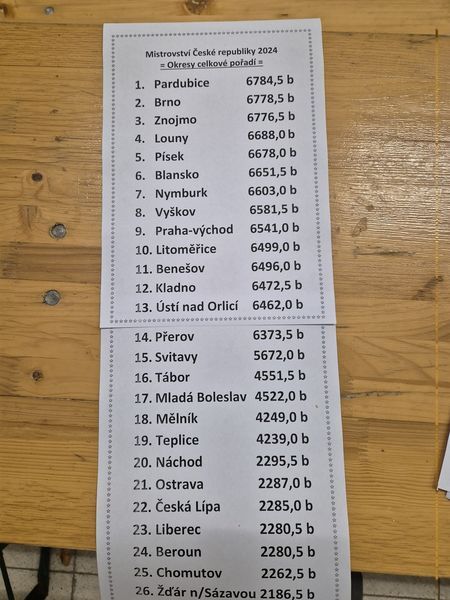 Mistrovství České republiky 2024
= Okresy celkové pořadí =
1. Pardubice 6784,5 b
2. Brno 6778,5 b
3. Znojmo 6776,5 b
4. Louny 6688,0 b
5. Písek 6678,0 b
6. Blansko 6651,5 b
7. Nymburk 6603,0 b
8. Vyškov 6581,5 b
9. Praha-východ 6541,0 b
10. Litoměřice 6499,0 b
11. Benešov 6496,0 b
12. Kladno 6472,5 b
13. Ústí nad Orlicí 6462,0 b
14. Přerov 6373,5 b
15. Svitavy 5672,0 b
16. Tábor 4551,5 b
17. Mladá Boleslav 4522,0 b
18. Mělník 4249,0 b
19. Teplice 4239,0 b
20. Náchod 2295,5 b
21. Ostrava 2287,0 b
22. Česká Lípa 2285,0 b
23. Liberec 2280,5 b
24. Beroun 2280,5 b
25. Chomutov 2262,5 b
26. Žďár n/Sázavou 2186,5 b